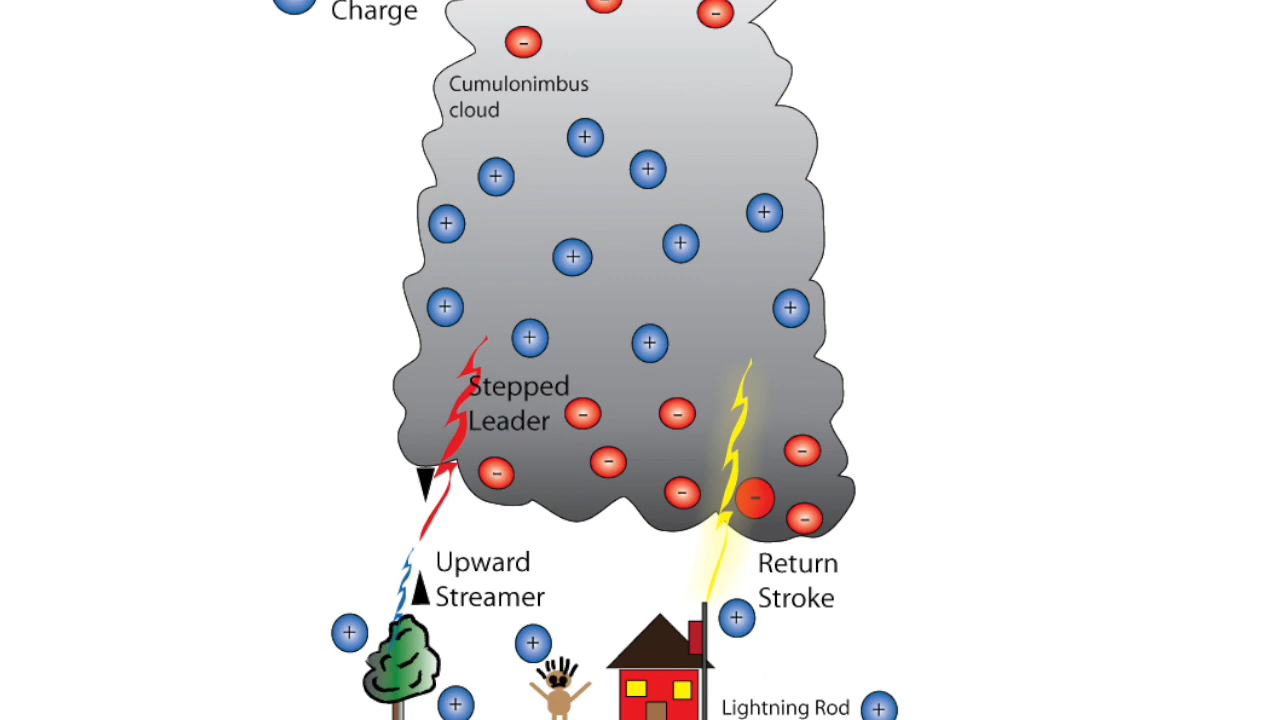 Charge
Cumulonimbus
cloud
Stepped
Leader
Upward
Streamer
Return
Stroke
Lightning Rod